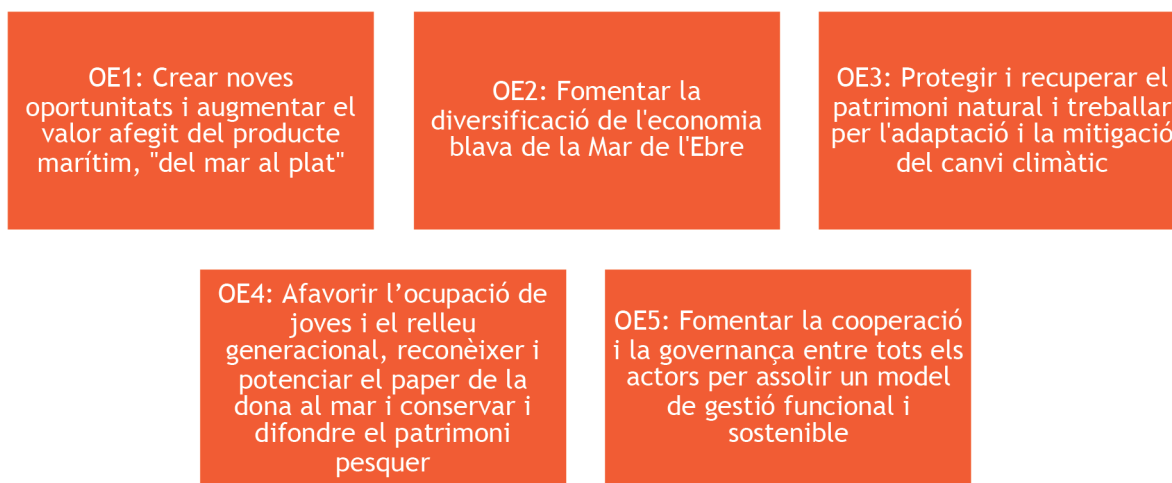 OE1: Crear noves
oportunitats i augmentar el
valor afegit del producte
marítim, "del mar al plat"
OE2: Fomentar la
diversificació de l'economia
blava de la Mar de l'Ebre
OE3: Protegir i recuperar el
patrimoni natural i treballar
per l'adaptació i la mitigació
del canvi climàtic
OE4: Afavorir l’ocupació de
joves i el relleu
generacional, reconèixer i
potenciar el paper de la
dona al mar i conservar i
difondre el patrimoni
pesquer
OE5: Fomentar la cooperació
i la governança entre tots els
actors per assolir un model
de gestió funcional i
sostenible